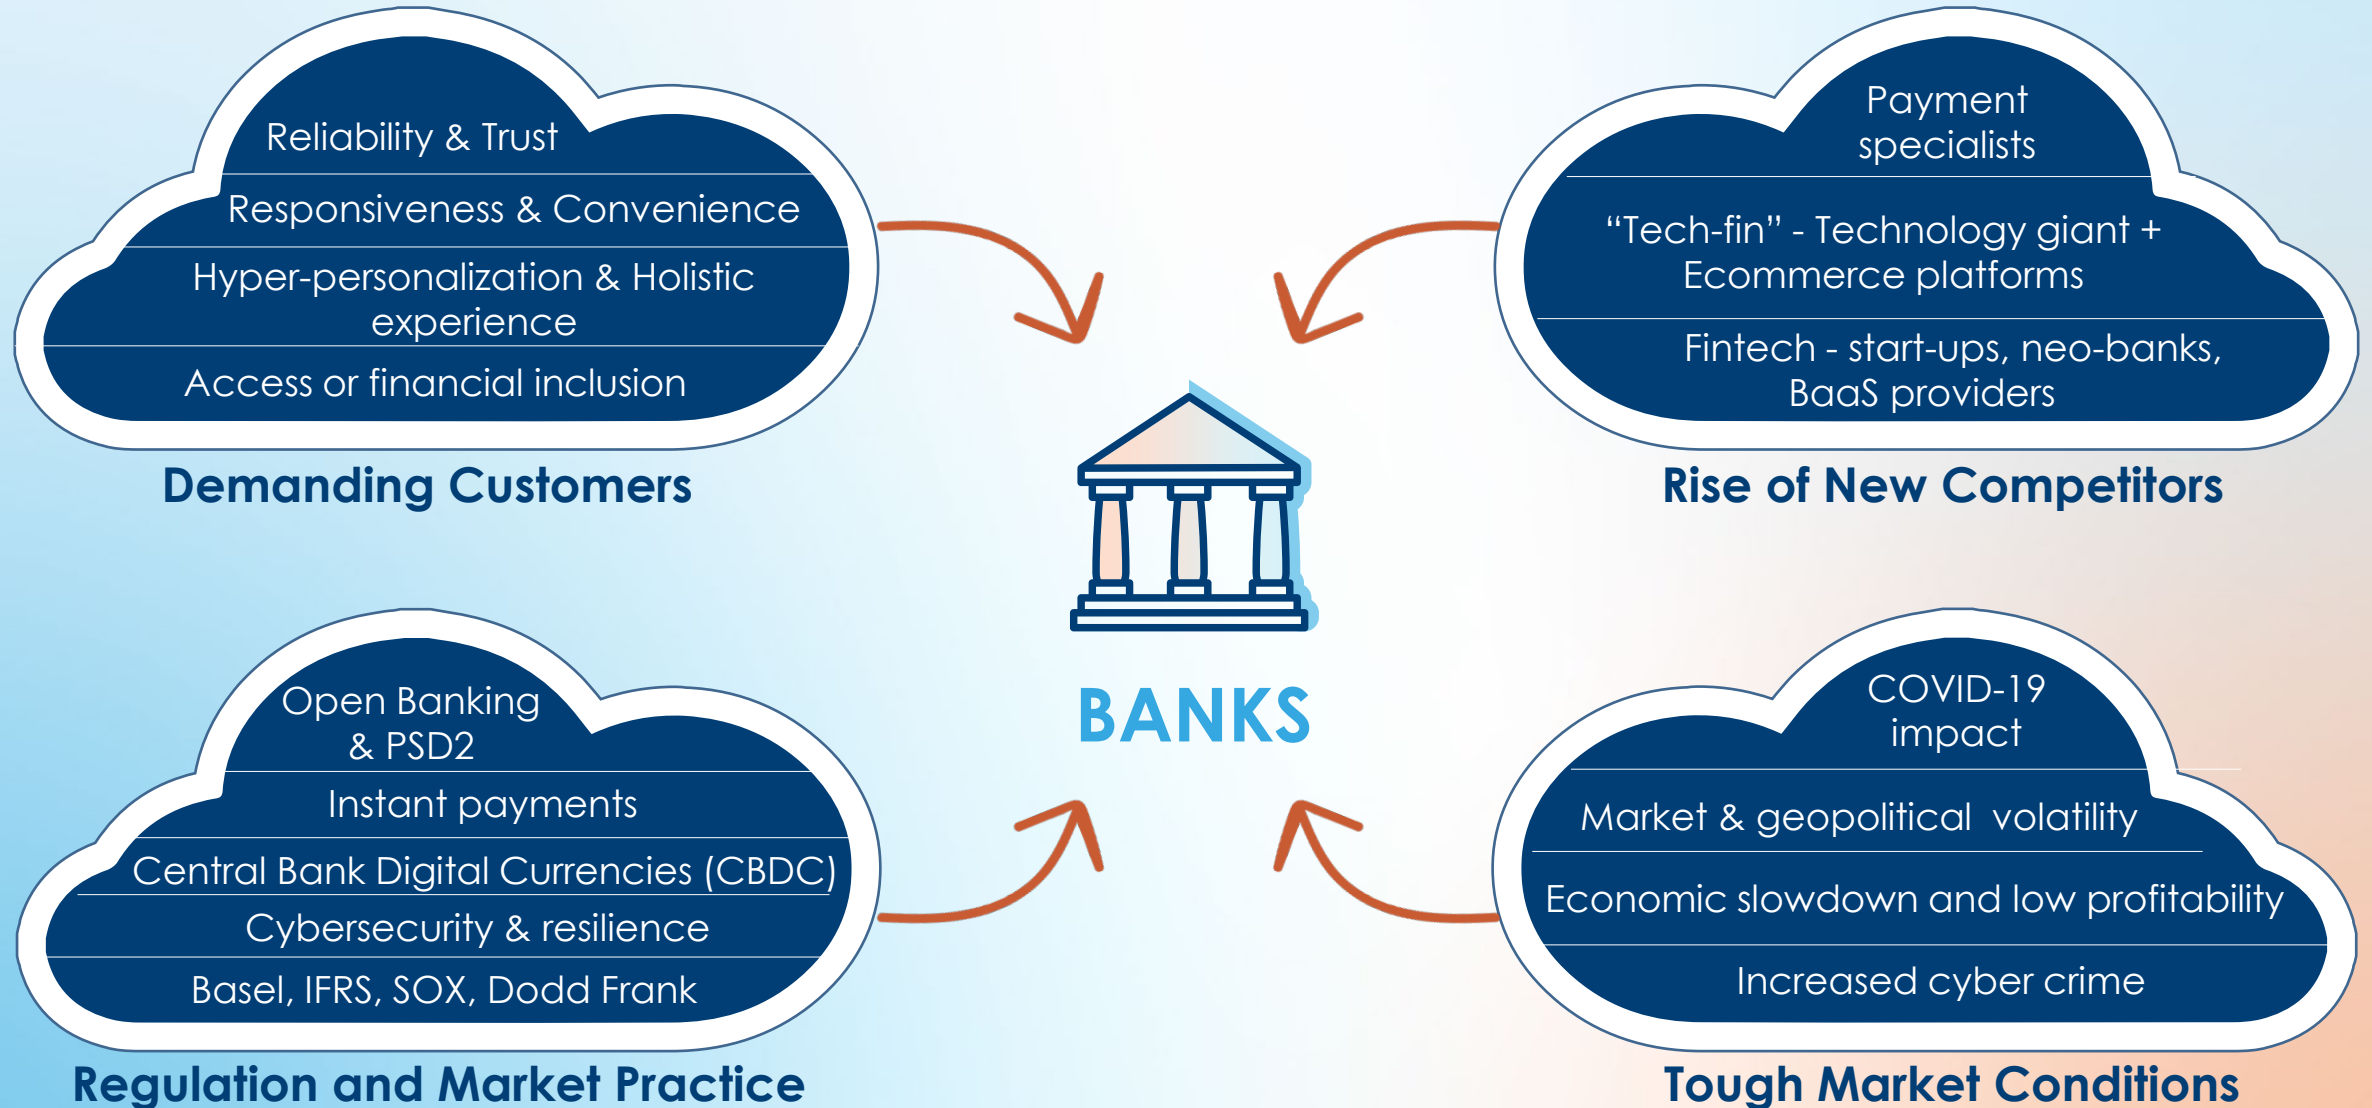 Reliability & Trust
Responsiveness & Convenience
Hyper-personalization & Holistic
experience
Access or financial inclusion
Demanding Customers
Payment
specialists
“Tech-fin” - Technology giant +
Ecommerce platforms
Fintech - start-ups, neo-banks,
BaaS providers
Rise of New Competitors
BANKS
Open Banking
& PSD2
Instant payments
Central Bank Digital Currencies (CBDC)
Cybersecurity & resilience
Basel, IFRS, SOX, Dodd Frank
Regulation and Market Practice
COVID-19
impact
Market & geopolitical volatility
Economic slowdown and low profitability
Increased cyber crime
Tough Market Conditions